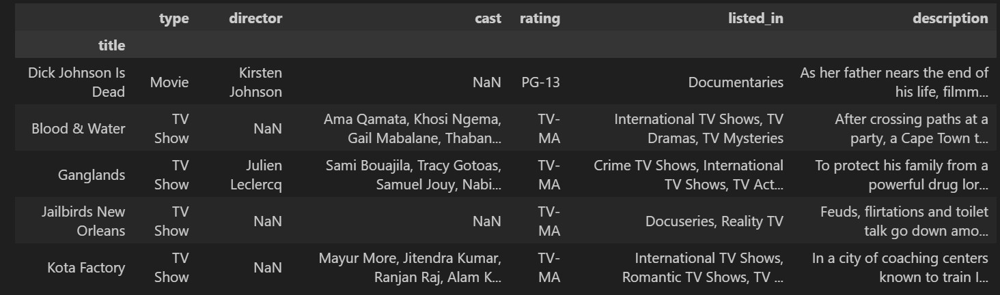 type director cast rating listed_in description
title
Dick Johnson Is Dead Movie Kirsten Johnson NaN PG-13 Documentaries As her father nears the end of his life, filmm...
Blood & Water TV Show NaN Ama Qamata, Khosi Ngema, Gail Mabalane, Thaban... TV-MA International TV Shows, TV Dramas, TV Mysteries After crossing paths at a party, a Cape Town t...
Ganglands TV Show Julien Leclercq Sami Bouajila, Tracy Gotoas, Samuel Jouy, Nabi... TV-MA Crime TV Shows, International TV Shows, TV Act... To protect his family from a powerful drug lor...
Jailbirds New Orleans TV Show NaN NaN TV-MA Docuseries, Reality TV Feuds, flirtations and toilet talk go down amo...
Kota Factory TV Show NaN Mayur More, Jitendra Kumar, Ranjan Raj, Alam K... TV-MA International TV Shows, Romantic TV Shows, TV ... In a city of coaching centers known to train I...